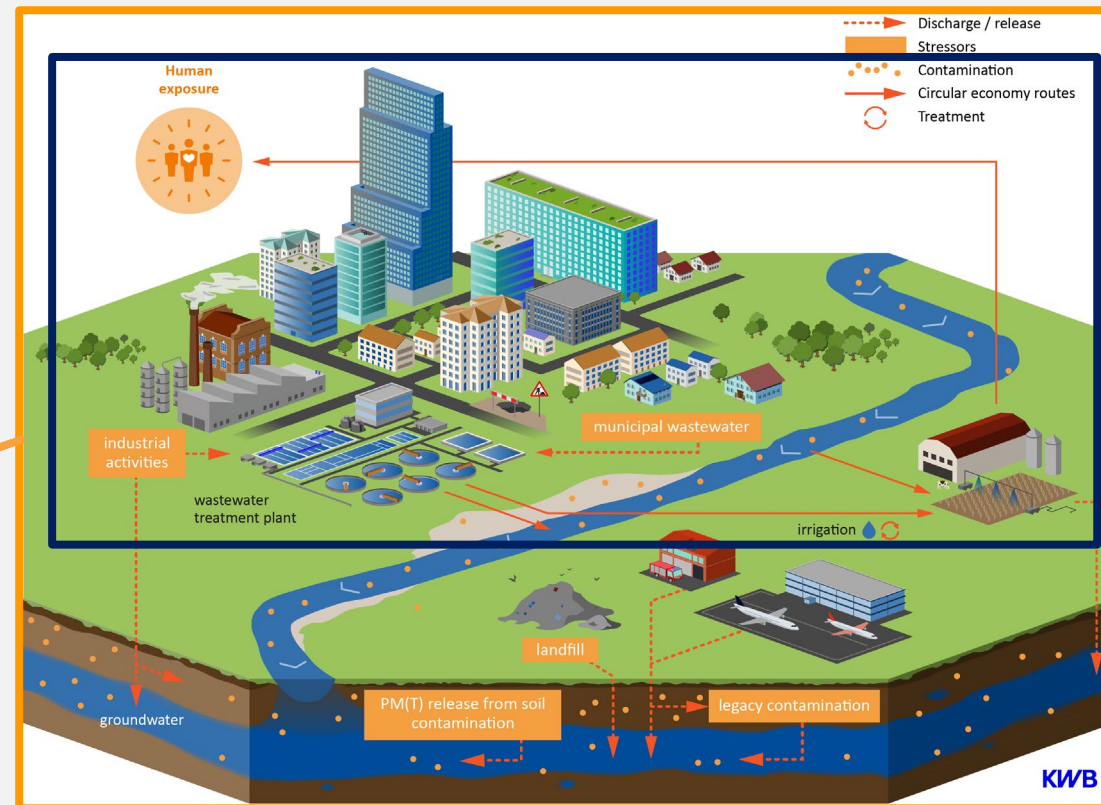 Discharge / release
Stressors
Contamination
Circular economy routes
Treatment
Human
exposure
industrial
activities
municipal wastewater
wastewater
treatment plant
irrigation
landfill
PM(T) release from soil
contamination
legacy contamination
groundwater
KWB